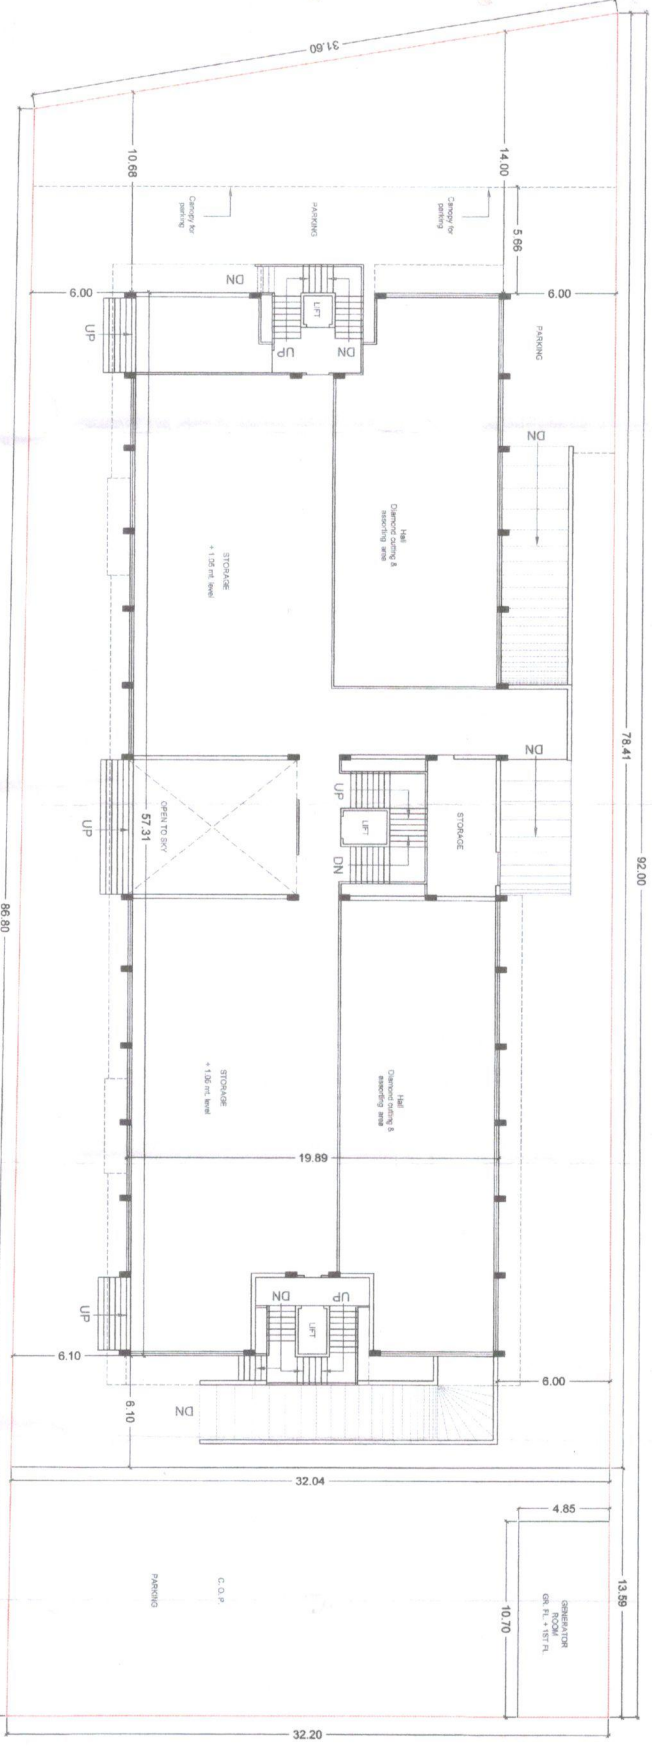 31.60
10.68
14.00
Canopy for
parking
PARKING
Canopy for
parking
5.66
6.00
6.00
DN
UP
LIFT
UP
DN
PARKING
DN
STORAGE
+ 1.06 mt. level
Hall
Diamond cutting &
assorting area
78.41
92.00
86.80
DN
UP
57.31
OPEN TO SKY
UP
LIFT
DN
STORAGE
STORAGE
+ 1.06 mt. level
Hall
Diamond cutting &
assorting area
19.89
UP
DN
UP
LIFT
6.10
6.10
DN
6.00
32.04
4.85
13.59
PARKING
C. O. P.
10.70
GENERATOR
ROOM
GR. FL. + 1ST FL
32.20